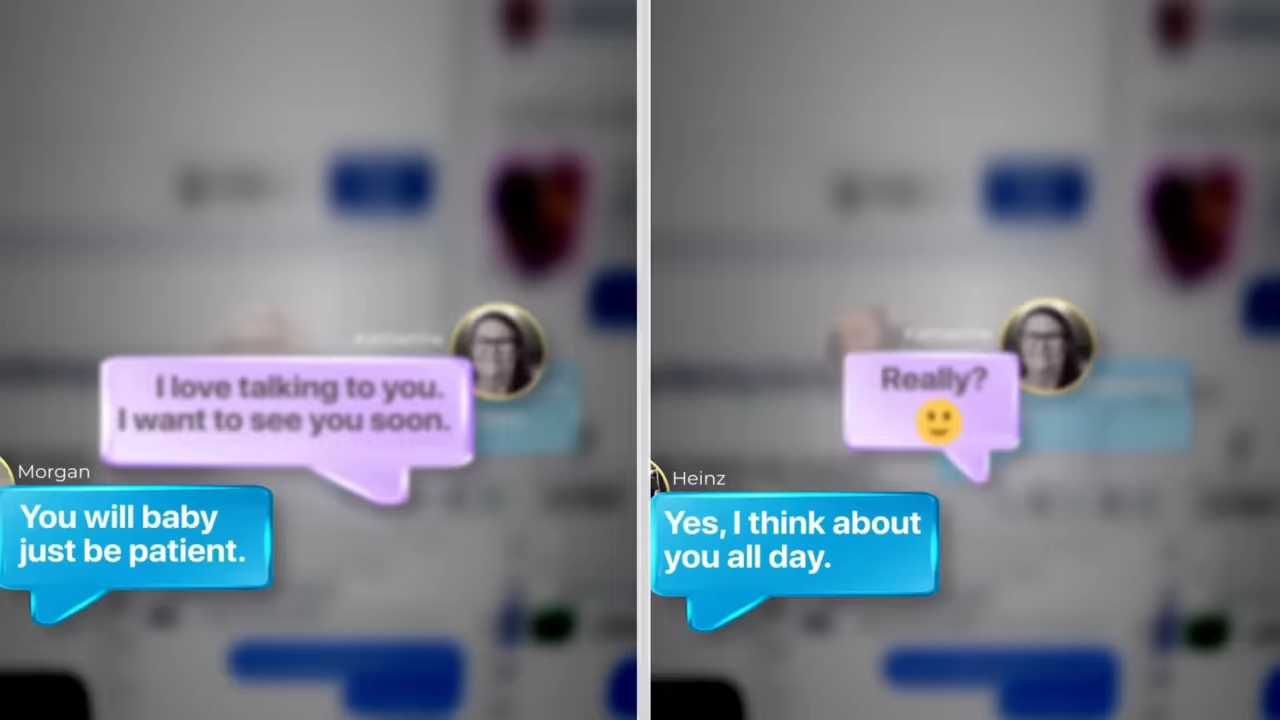 I love talking to you.
I want to see you soon.
Morgan
You will baby
just be patient.
Really?
Heinz
Yes, I think about
you all day.